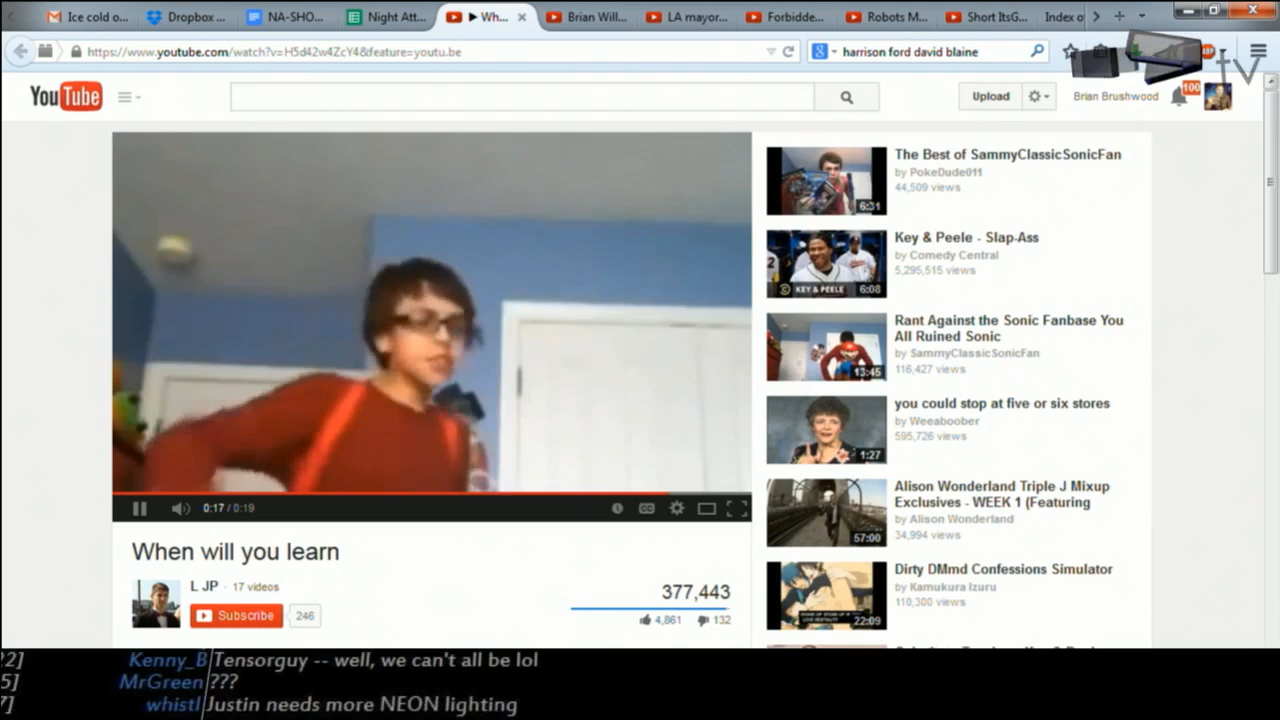 Ice cold o...
Dropbox ...
NA-SHO...
Night Att...
▶ Wh...
Brian Will...
LA mayor...
Forbidde...
Robots M...
Short ItsG...
Index o
https://www.youtube.com/watch?v=H5d42w4ZcY4&feature=youtu.be
harrison ford david blaine
tv
YouTube
Upload
Brian Brushwood
100
The Best of SammyClassicSonicFan
by PokeDude011
44,509 views
6:31
Key & Peele - Slap-Ass
by Comedy Central
5,295,515 views
KEY & PEELE 6:08
Rant Against the Sonic Fanbase You
All Ruined Sonic
by SammyClassicSonicFan
116,427 views
13:45
you could stop at five or six stores
by Weeaboober
595,726 views
1:27
Alison Wonderland Triple J Mixup
Exclusives - WEEK 1 (Featuring
by Alison Wonderland
34,994 views
57:00
Dirty DMmd Confessions Simulator
by Kamukura Izuru
110,300 views
22:09
0:17 / 0:19
When will you learn
L JP · 17 videos
Subscribe 246
377,443
4,861 132
22] Kenny_B Tensorguy -- well, we can't all be lol
5] MrGreen ???
7] whistl Justin needs more NEON lighting